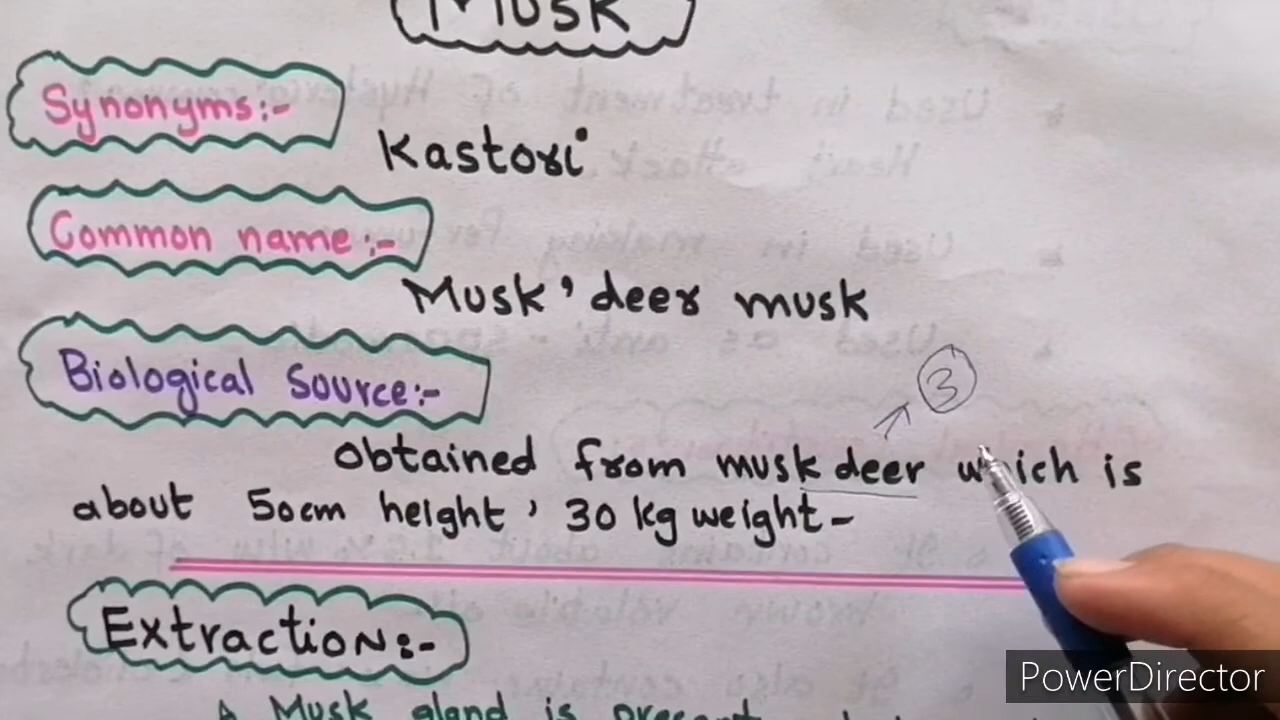 Musk
Synonyms:-
Kastori
Common name:-
Musk, deer musk
Biological Source:-
3
Obtained from musk deer which is
about 50cm height, 30 kg weight-
Extraction:-
A Musk gland is present
PowerDirector